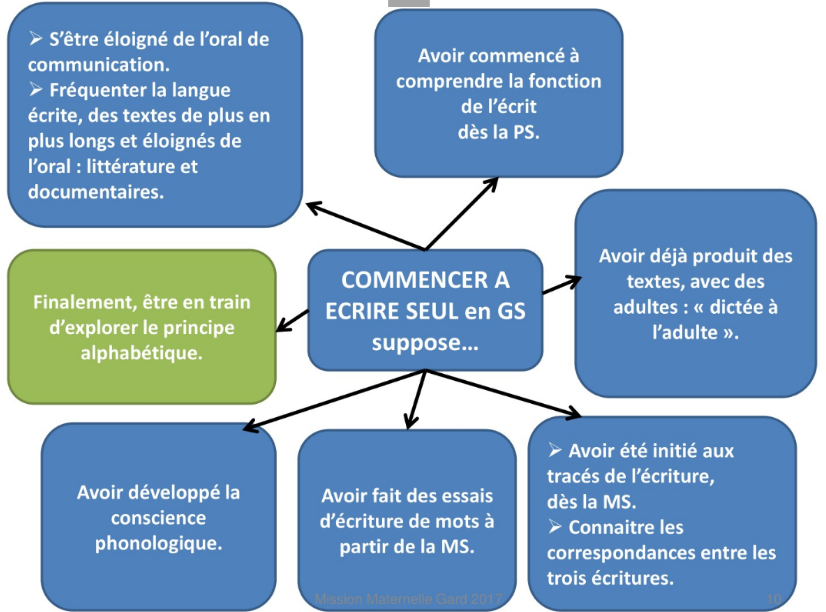 ➢ S’être éloigné de l’oral de
communication.
➢ Fréquenter la langue
écrite, des textes de plus en
plus longs et éloignés de
l’oral : littérature et
documentaires.
Avoir commencé à
comprendre la fonction
de l’écrit
dès la PS.
Avoir déjà produit des
textes, avec des
adultes : « dictée à
l’adulte ».
COMMENCER A
ECRIRE SEUL en GS
suppose…
Finalement, être en train
d’explorer le principe
alphabétique.
Avoir développé la
conscience
phonologique.
Avoir fait des essais
d’écriture de mots à
partir de la MS.
➢ Avoir été initié aux
tracés de l’écriture,
dès la MS.
➢ Connaitre les
correspondances entre les
trois écritures.
Mission Maternelle Gard 2017
10